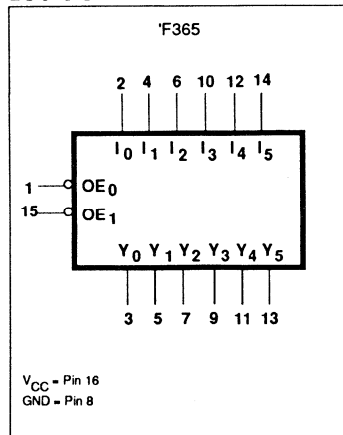 'F365
2 4 6 10 12 14
I0 I1 I2 I3 I4 I5
1 OE0
15 OE1
Y0 Y1 Y2 Y3 Y4 Y5
3 5 7 9 11 13
VCC = Pin 16
GND = Pin 8